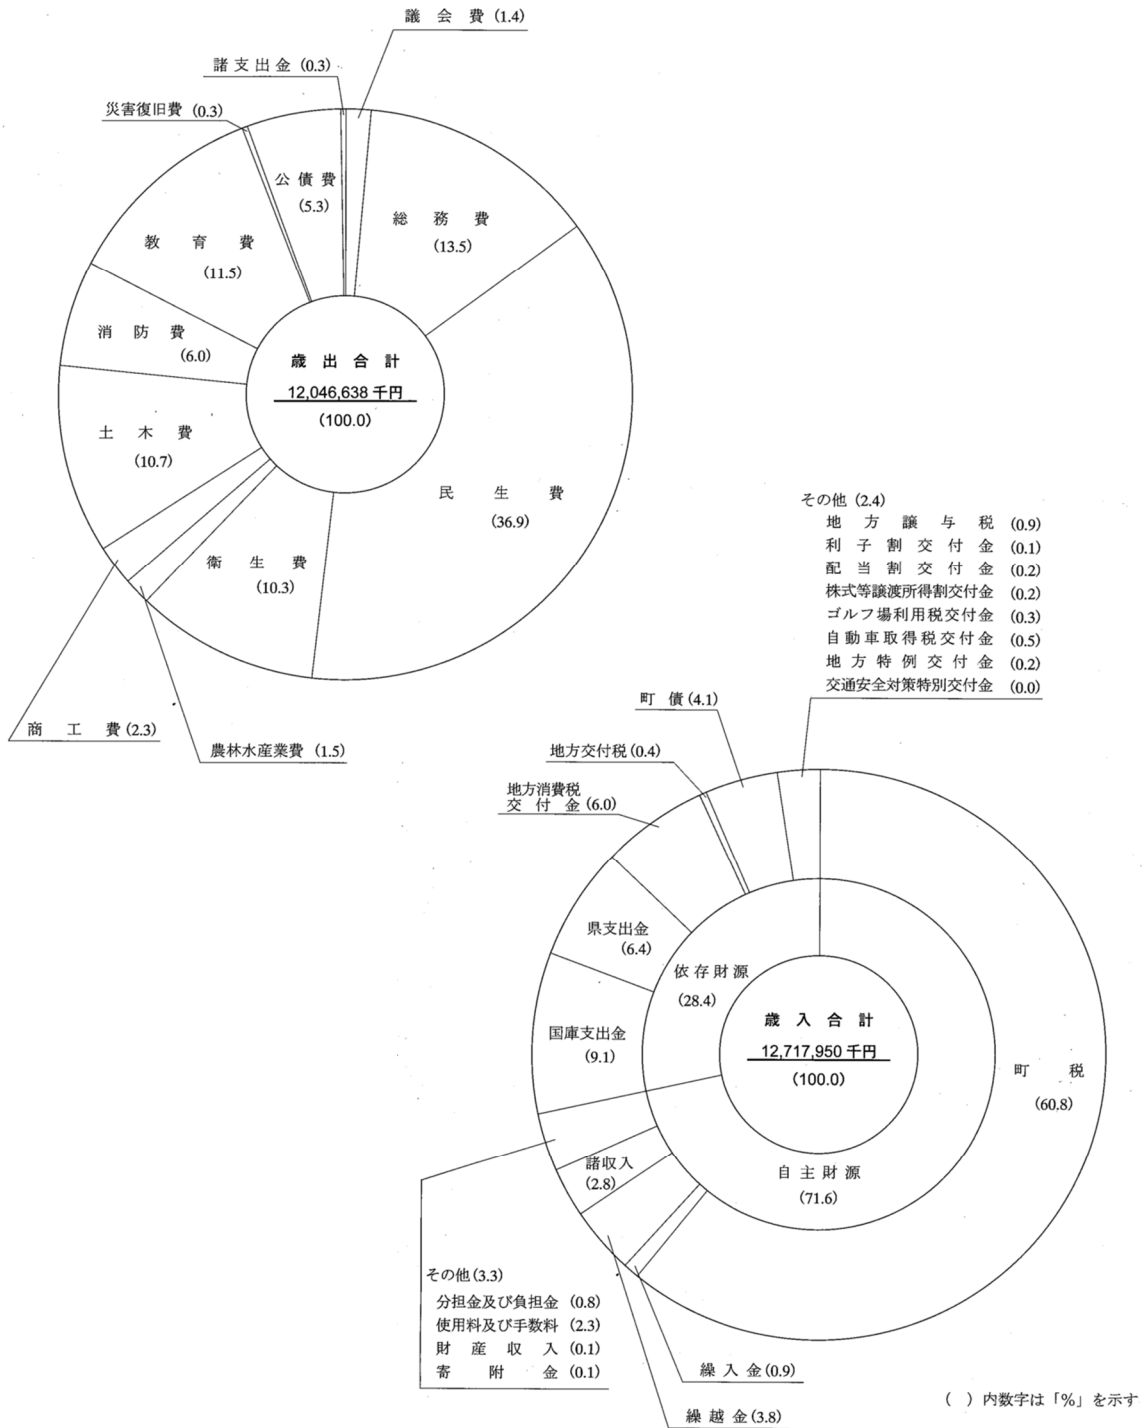 議会費(1.4)
諸支出金(0.3)
災害復旧費(0.3)
公債費
(5.3)
総務費
(13.5)
教育費
(11.5)
消防費
(6.0)
歳出合計
12,046,638千円
(100.0)
土木費
(10.7)
民生費
(36.9)
衛生費
(10.3)
商工費(2.3)
農林水産業費(1.5)
その他(2.4)
地方譲与税(0.9)
利子割交付金(0.1)
配当割交付金(0.2)
株式等譲渡所得割交付金(0.2)
ゴルフ場利用税交付金(0.3)
自動車取得税交付金(0.5)
地方特例交付金(0.2)
交通安全対策特別交付金(0.0)
町債(4.1)
地方交付税(0.4)
地方消費税
交付金(6.0)
県支出金
(6.4)
依存財源
(28.4)
国庫支出金
(9.1)
歳入合計
12,717,950千円
(100.0)
町税
(60.8)
諸収入
(2.8)
自主財源
(71.6)
その他(3.3)
分担金及び負担金(0.8)
使用料及び手数料(2.3)
財産収入(0.1)
寄附金(0.1)
繰入金(0.9)
繰越金(3.8)
( )内数字は「%」を示す